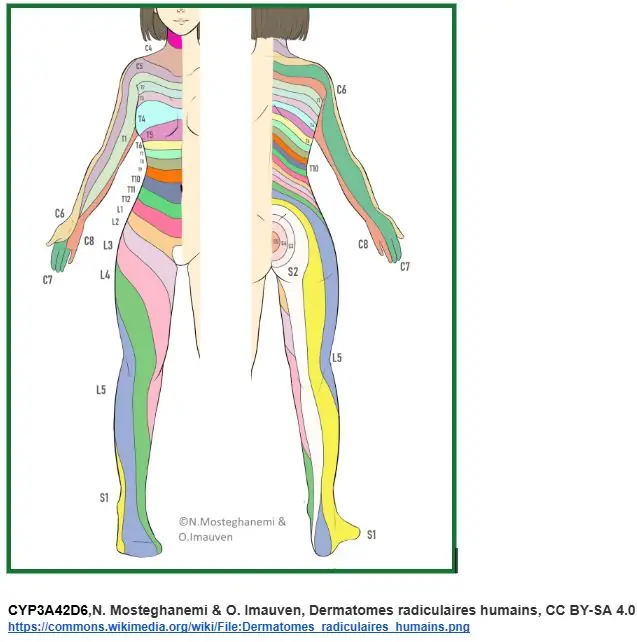 C4
C5
C6
T4
T1
T5
T6
T10
T10
T11
T12
L1
L2
C6
C8
C7
L3
L4
C8
C7
S2
L5
L5
S1
S1
©N.Mosteghanemi &
O.Imauven
CYP3A42D6,N. Mosteghanemi & O. Imauven, Dermatomes radiculaires humains, CC BY-SA 4.0
https://commons.wikimedia.org/wiki/File:Dermatomes_radiculaires_humains.png